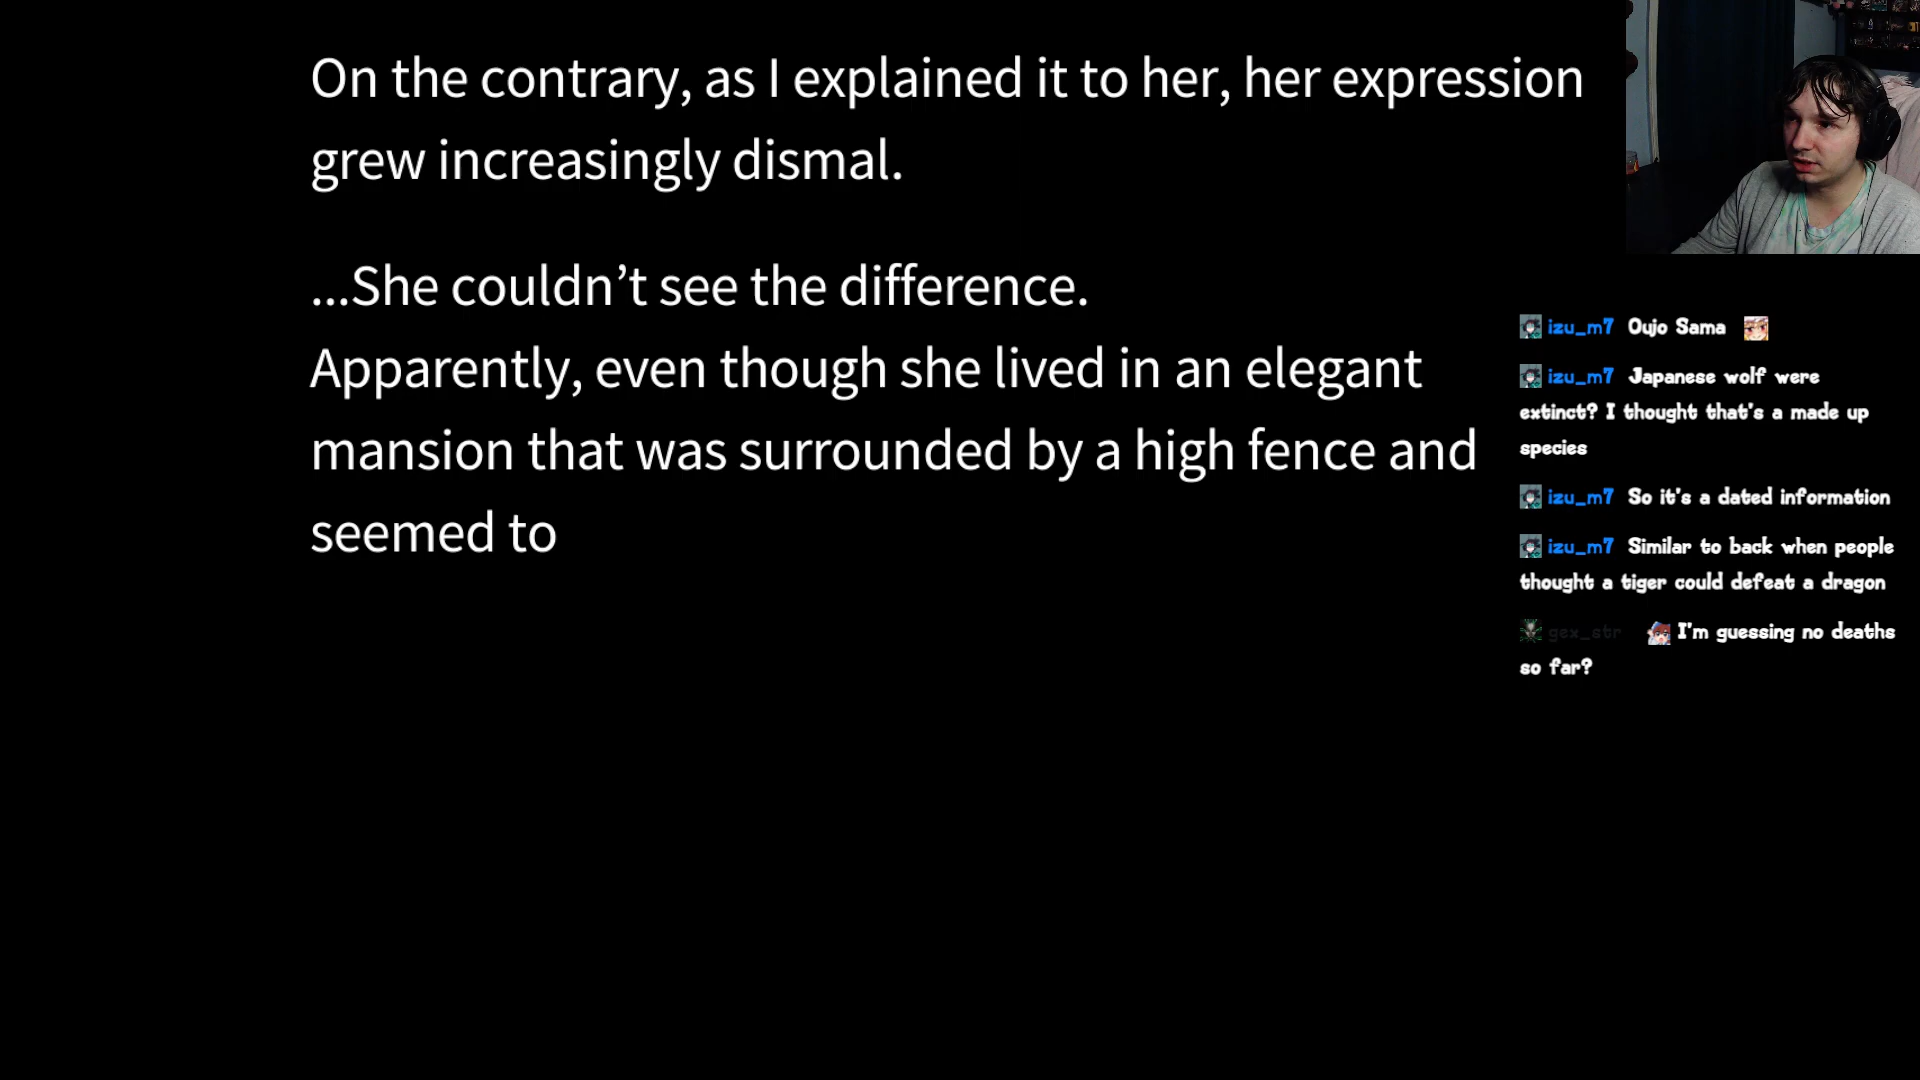 On the contrary, as I explained it to her, her expression
grew increasingly dismal.
...She couldn’t see the difference.
Apparently, even though she lived in an elegant
mansion that was surrounded by a high fence and
seemed to
izu_m7 Oujo Sama
izu_m7 Japanese wolf were
extinct? I thought that's a made up
species
izu_m7 So it's a dated information
izu_m7 Similar to back when people
thought a tiger could defeat a dragon
gex_str I'm guessing no deaths
so far?